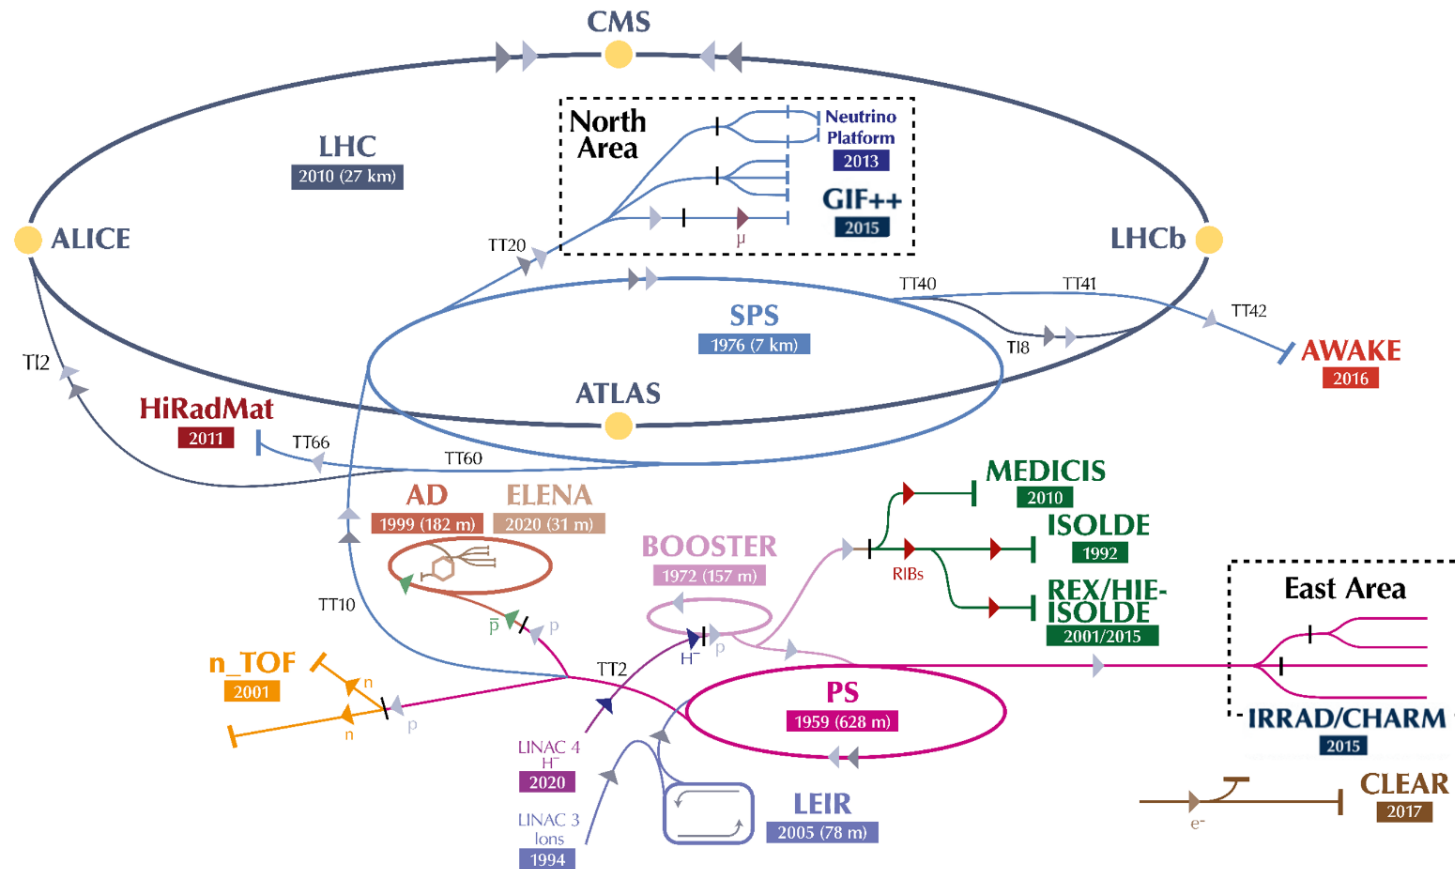 CMS
North
Area
Neutrino
Platform
2013
LHC
2010 (27 km)
GIF++
2015
μ
ALICE
LHCb
TT20
TT40
TT41
TT42
SPS
1976 (7 km)
TI8
AWAKE
2016
TI2
ATLAS
HiRadMat
2011
TT66
TT60
AD
1999 (182 m)
ELENA
2020 (31 m)
MEDICIS
2010
ISOLDE
1992
BOOSTER
1972 (157 m)
RIBs
REX/HIE-
ISOLDE
2001/2015
East Area
TT10
p̄
p
H⁻
p
n_TOF
2001
n
n
p
TT2
PS
1959 (628 m)
IRRAD/CHARM
2015
LINAC 4
H⁻
2020
LINAC 3
Ions
1994
LEIR
2005 (78 m)
CLEAR
2017
e⁻